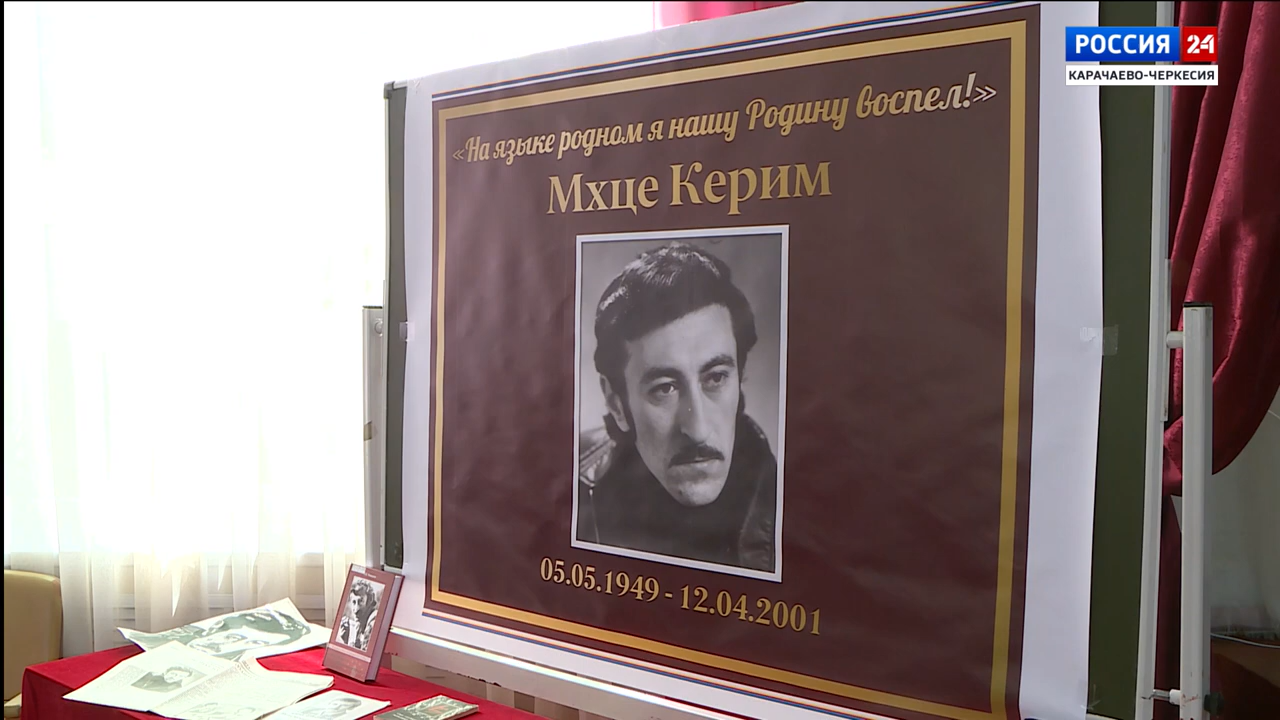 РОССИЯ 24
КАРАЧАЕВО-ЧЕРКЕСИЯ
«На языке родном я нашу Родину воспел!»
Мхце Керим
05.05.1949 - 12.04.2001